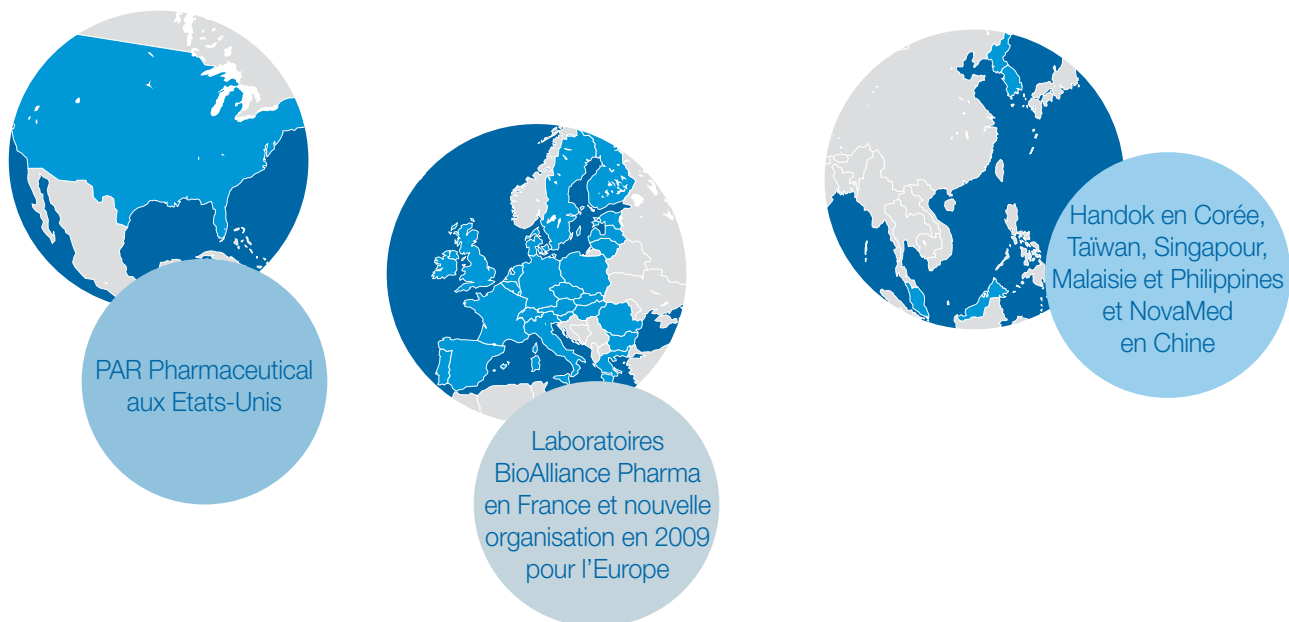 PAR Pharmaceutical
aux Etats-Unis
Laboratoires
BioAlliance Pharma
en France et nouvelle
organisation en 2009
pour l’Europe
Handok en Corée,
Taïwan, Singapour,
Malaisie et Philippines
et NovaMed
en Chine